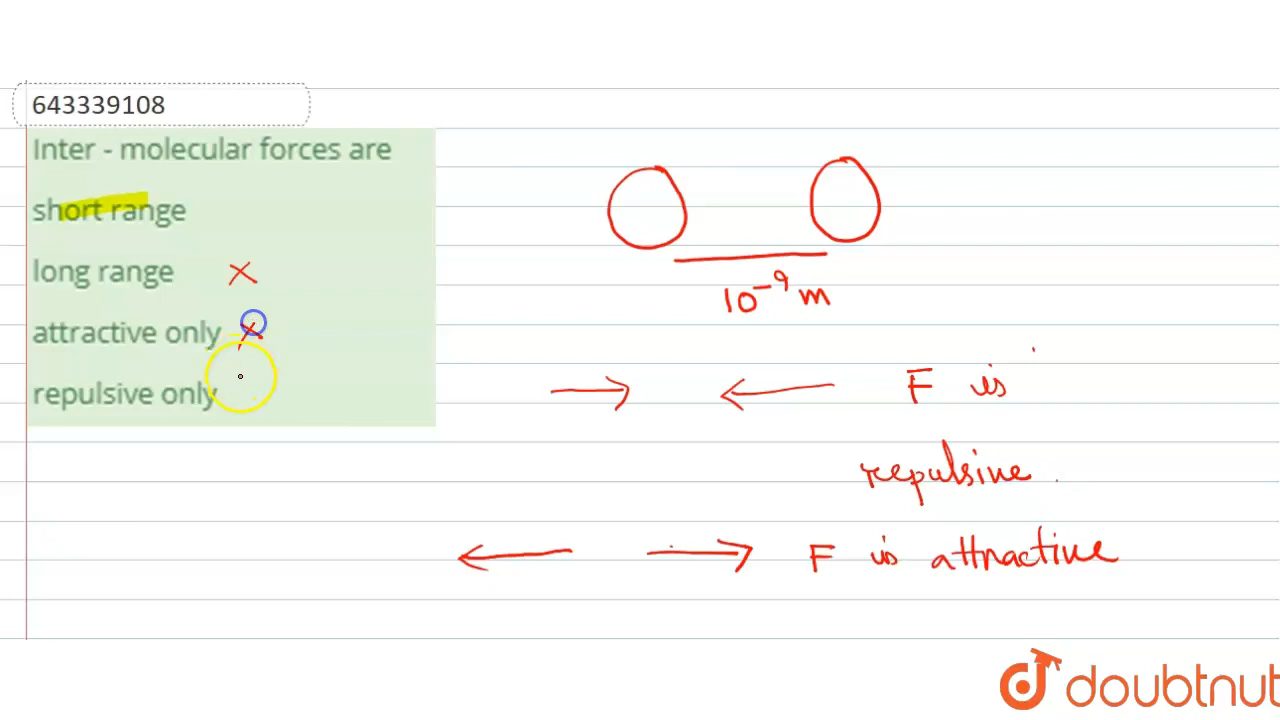 643339108
Inter - molecular forces are
short range
long range
attractive only
repulsive only
10⁻⁹ m
F is
repulsive
F is attractive
doubtnut